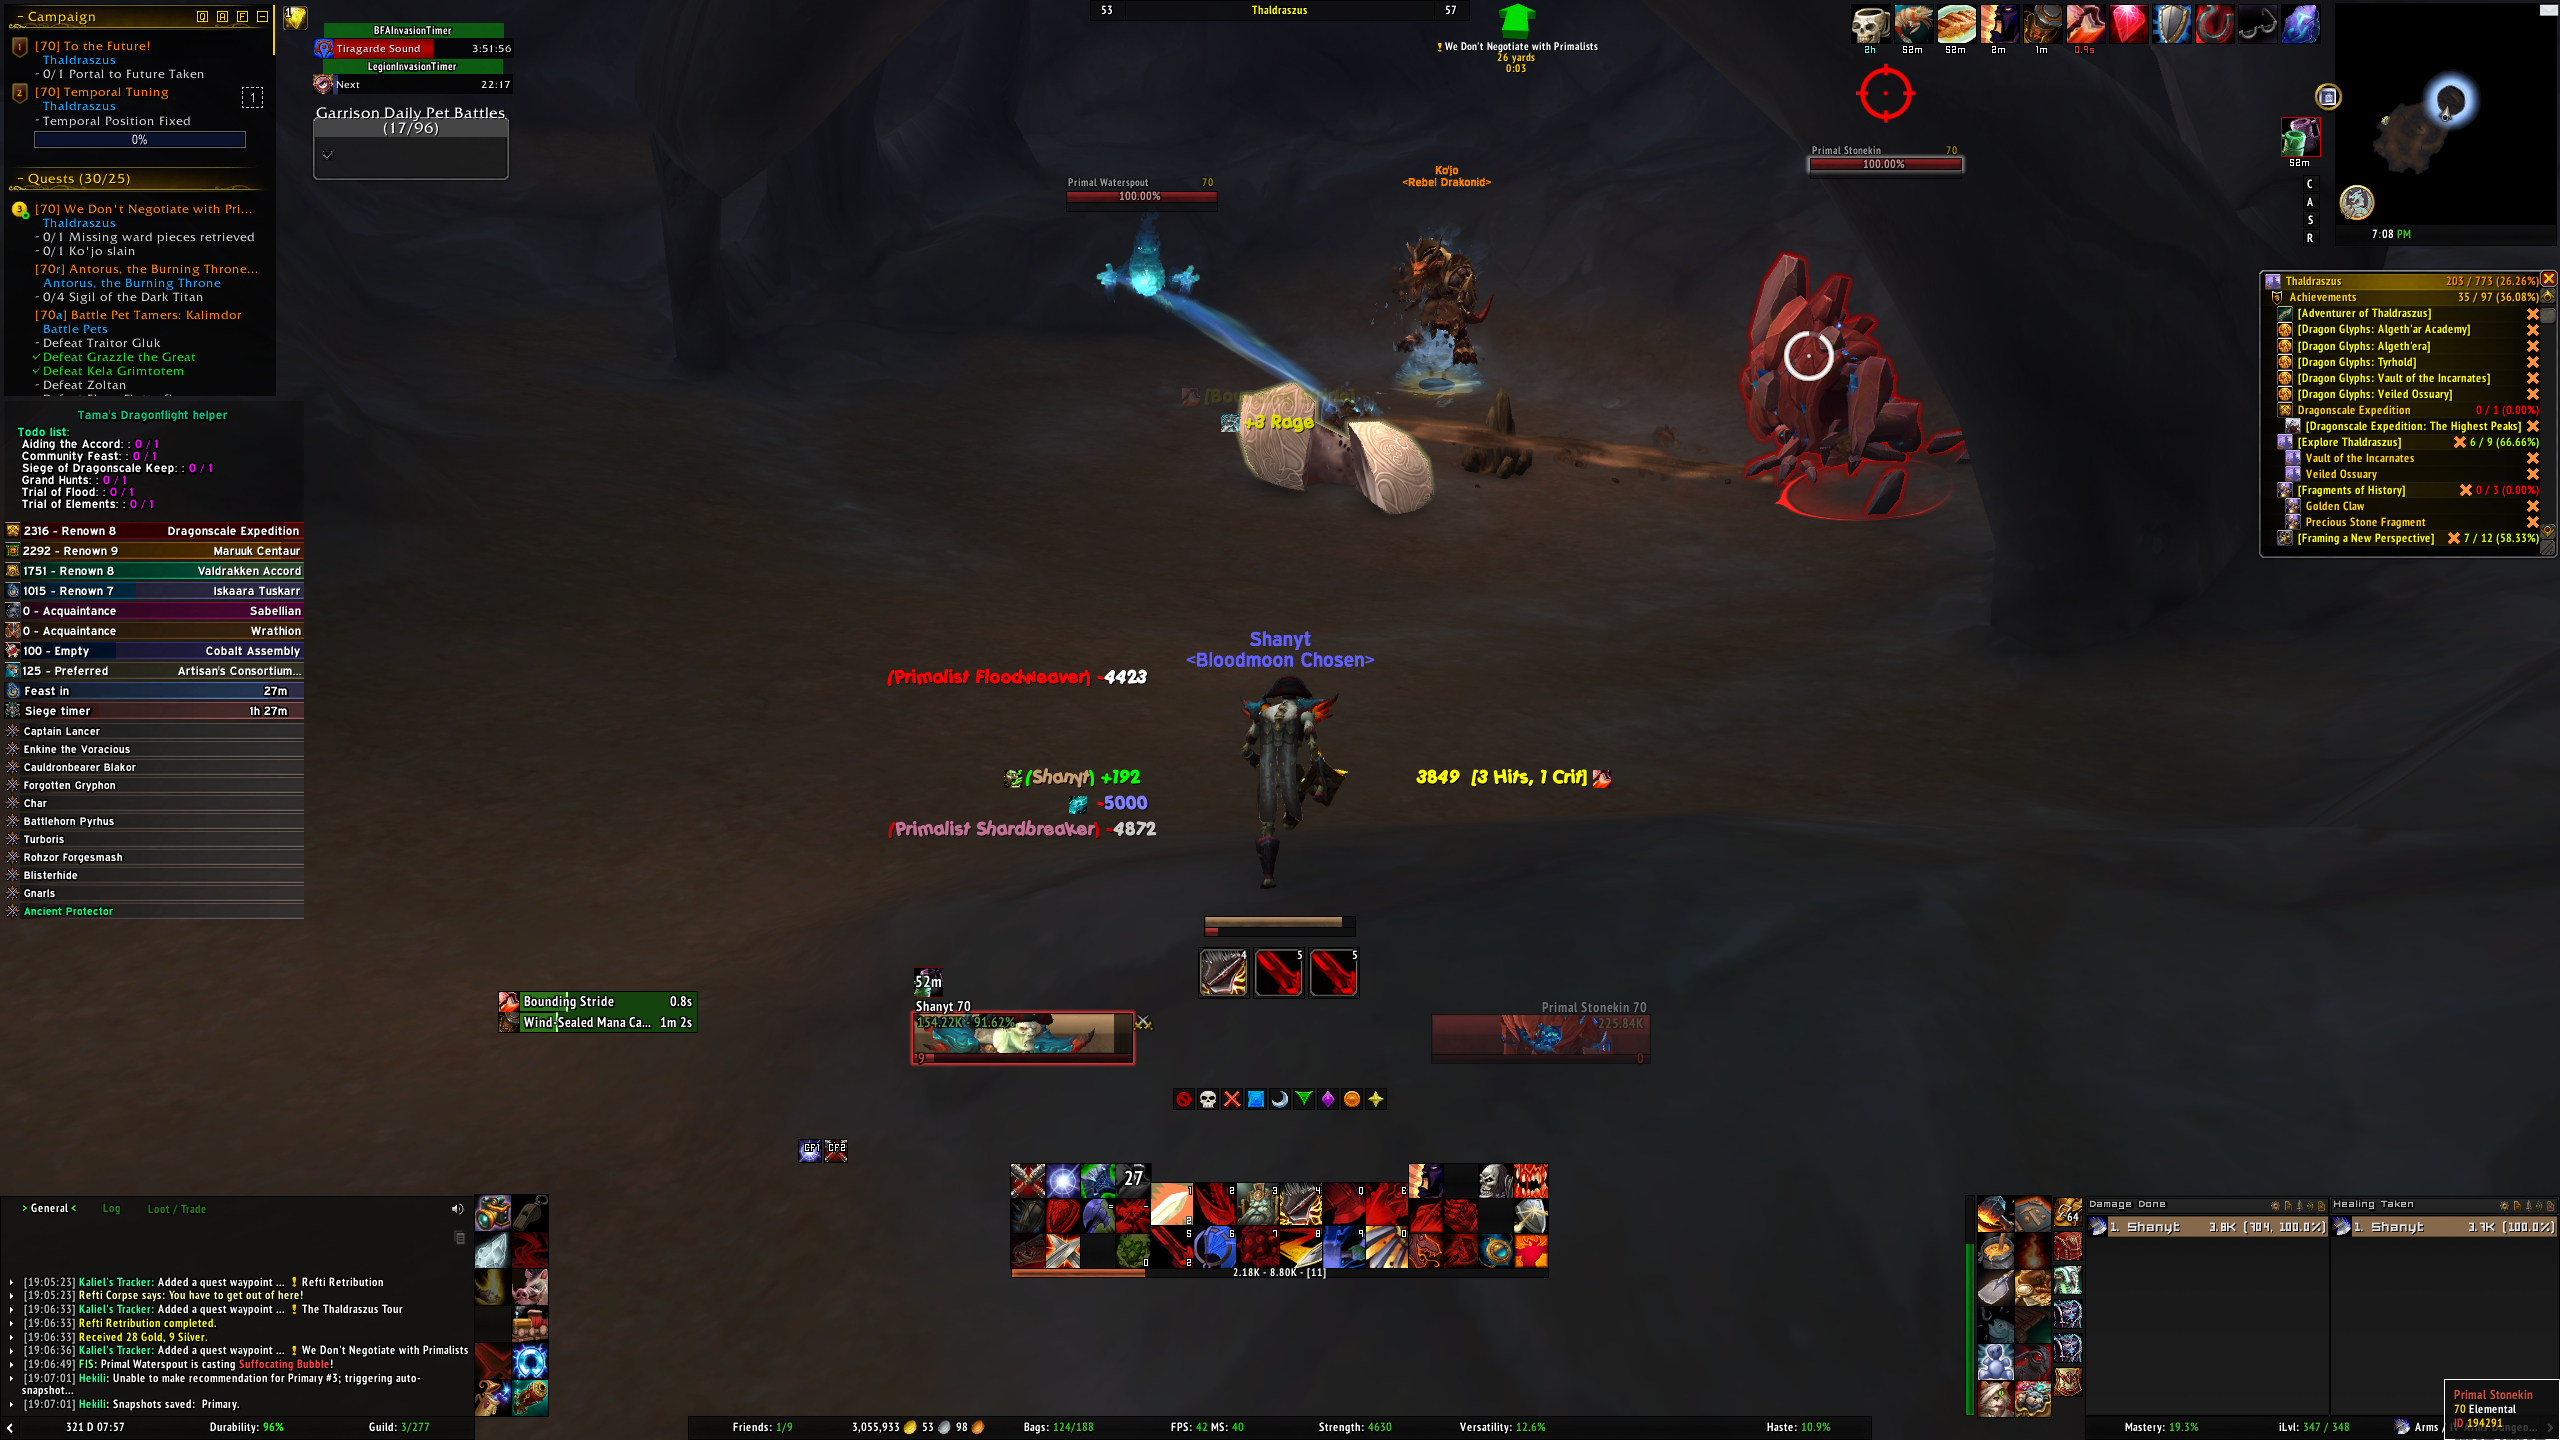 - Campaign
Q A F -
[70] To the Future!
Thaldraszus
- 0/1 Portal to Future Taken
[70] Temporal Tuning
Thaldraszus
- Temporal Position Fixed
0%
1
- Quests (30/25)
[70] We Don't Negotiate with Pri...
Thaldraszus
- 0/1 Missing ward pieces retrieved
- 0/1 Ko'jo slain
[70r] Antorus, the Burning Throne...
Antorus, the Burning Throne
- 0/4 Sigil of the Dark Titan
[70a] Battle Pet Tamers: Kalimdor
Battle Pets
- Defeat Traitor Gluk
Defeat Grazzle the Great
Defeat Kela Grimtotem
- Defeat Zoltan
Tama's Dragonflight helper
Todo list:
Aiding the Accord: : 0 / 1
Community Feast: : 0 / 1
Siege of Dragonscale Keep: : 0 / 1
Grand Hunts: : 0 / 1
Trial of Flood: : 0 / 1
Trial of Elements: : 0 / 1
2316 - Renown 8 Dragonscale Expedition
2292 - Renown 9 Maruuk Centaur
1751 - Renown 8 Valdrakken Accord
1015 - Renown 7 Iskaara Tuskarr
0 - Acquaintance Sabellian
0 - Acquaintance Wrathion
100 - Empty Cobalt Assembly
125 - Preferred Artisan's Consortium...
Feast in 27m
Siege timer 1h 27m
Captain Lancer
Enkine the Voracious
Cauldronbearer Blakor
Forgotten Gryphon
Char
Battlehorn Pyrhus
Turboris
Rohzor Forgesmash
Blisterhide
Gnarls
Ancient Protector
BFAInvasionTimer
Tiragarde Sound 3:51:56
LegionInvasionTimer
Next 22:17
Garrison Daily Pet Battles
(17/96)
53 Thaldraszus 57
! We Don't Negotiate with Primalists
26 yards
0:03
Primal Waterspout 70
100.00%
Ko'jo
<Rebel Drakonid>
Primal Stonekin 70
100.00%
+3 Rage
Shanyt
<Bloodmoon Chosen>
(Primalist Floodweaver) -4423
(Shanyt) +192
-5000
(Primalist Shardbreaker) -4872
3849 [3 Hits, 1 Crit]
4 5 5
Bounding Stride 0.8s
Wind-Sealed Mana Ca... 1m 2s
52m
Shanyt 70
154.22K - 91.62%
9
Primal Stonekin 70
225.84K
0
CF1 CF2
27
2.18K - 8.80K - [11]
2h 52m 52m 2m 1m 0.9s
52m
C
A
S
R
7:08 PM
Thaldraszus 203 / 773 (26.26%)
Achievements 35 / 97 (36.08%)
[Adventurer of Thaldraszus]
[Dragon Glyphs: Algeth'ar Academy]
[Dragon Glyphs: Algeth'era]
[Dragon Glyphs: Tyrhold]
[Dragon Glyphs: Vault of the Incarnates]
[Dragon Glyphs: Veiled Ossuary]
Dragonscale Expedition 0 / 1 (0.00%)
[Dragonscale Expedition: The Highest Peaks]
[Explore Thaldraszus] 6 / 9 (66.66%)
Vault of the Incarnates
Veiled Ossuary
[Fragments of History] 0 / 3 (0.00%)
Golden Claw
Precious Stone Fragment
[Framing a New Perspective] 7 / 12 (58.33%)
> General < Log Loot / Trade
[19:05:23] Kaliel's Tracker: Added a quest waypoint ... ! Refti Retribution
[19:05:23] Refti Corpse says: You have to get out of here!
[19:06:33] Kaliel's Tracker: Added a quest waypoint ... ! The Thaldraszus Tour
[19:06:33] Refti Retribution completed.
[19:06:33] Received 28 Gold, 9 Silver.
[19:06:36] Kaliel's Tracker: Added a quest waypoint ... ! We Don't Negotiate with Primalists
[19:06:49] FIS: Primal Waterspout is casting Suffocating Bubble!
[19:07:01] Hekili: Unable to make recommendation for Primary #3; triggering auto-
snapshot...
[19:07:01] Hekili: Snapshots saved: Primary.
64
Damage Done
1. Shanyt 3.8K (704, 100.0%)
Healing Taken
1. Shanyt 3.7K (100.0%)
Primal Stonekin
70 Elemental
ID 194291
321 D 07:57 Durability: 96% Guild: 3/277 Friends: 1/9 3,055,933 53 98 Bags: 124/188 FPS: 42 MS: 40 Strength: 4630 Versatility: 12.6% Haste: 10.9% Mastery: 19.3% iLvl: 347 / 348 Arms /